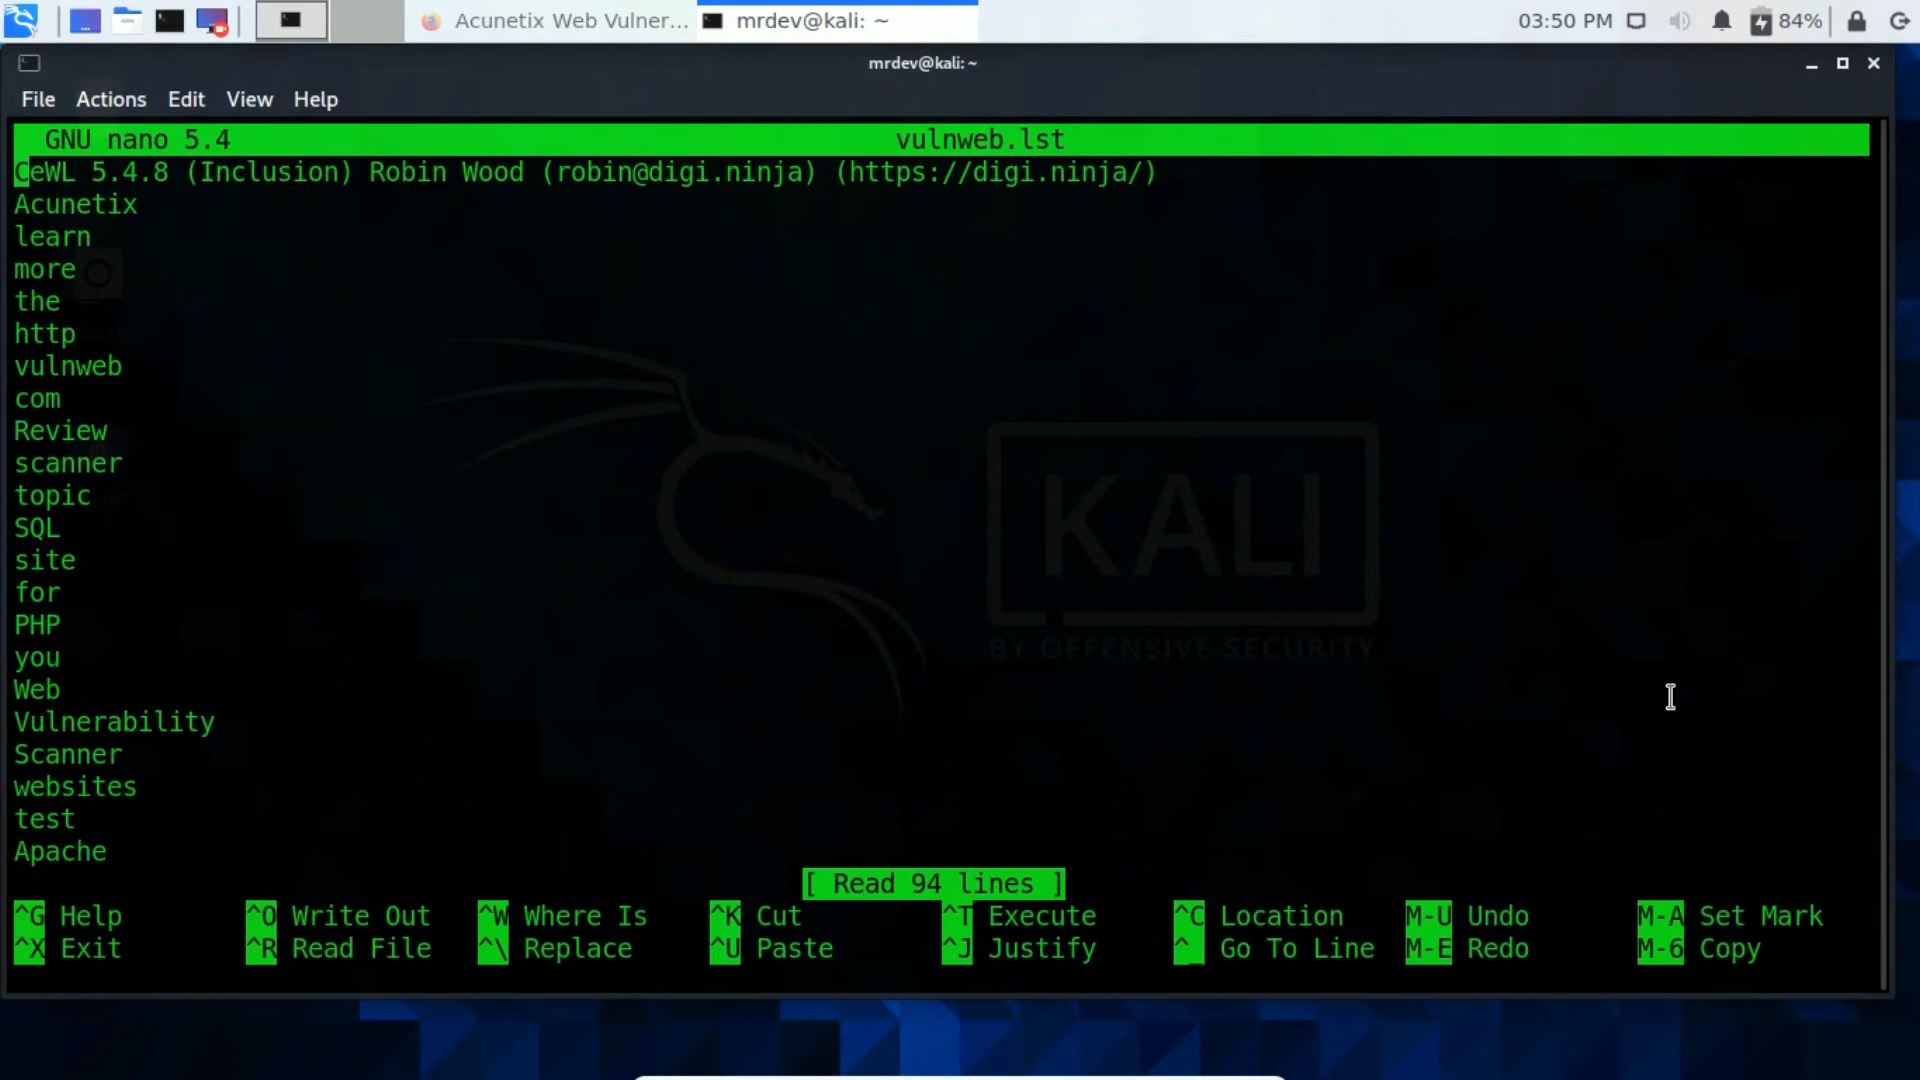 Acunetix Web Vulner... mrdev@kali: ~ 03:50 PM 84%
mrdev@kali: ~
File Actions Edit View Help
GNU nano 5.4 vulnweb.lst
CeWL 5.4.8 (Inclusion) Robin Wood (robin@digi.ninja) (https://digi.ninja/)
Acunetix
learn
more
the
http
vulnweb
com
Review
scanner
topic
SQL
site
for
PHP
you
Web
Vulnerability
Scanner
websites
test
Apache
KALI
BY OFFENSIVE SECURITY
[ Read 94 lines ]
^G Help ^O Write Out ^W Where Is ^K Cut ^T Execute ^C Location M-U Undo M-A Set Mark
^X Exit ^R Read File ^\ Replace ^U Paste ^J Justify ^_ Go To Line M-E Redo M-6 Copy